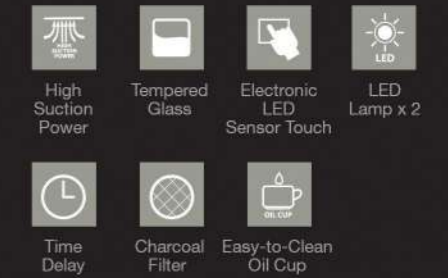 HIGH
SUCTION
POWER
LED
High
Suction
Power
Tempered
Glass
Electronic
LED
Sensor Touch
LED
Lamp x 2
OIL CUP
Time
Delay
Charcoal
Filter
Easy-to-Clean
Oil Cup